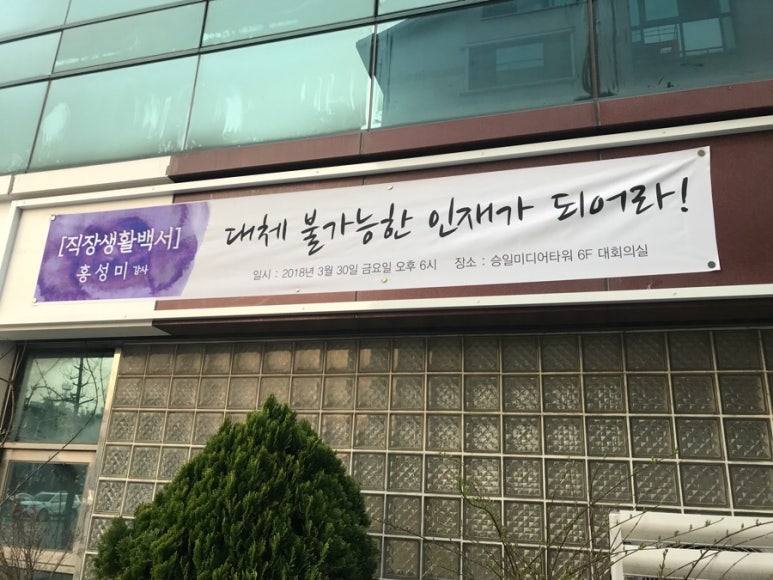 [직장생활백서]
홍성미 강사
대체 불가능한 인재가 되어라!
일시 : 2018년 3월 30일 금요일 오후 6시 장소 : 승일미디어타워 6F 대회의실